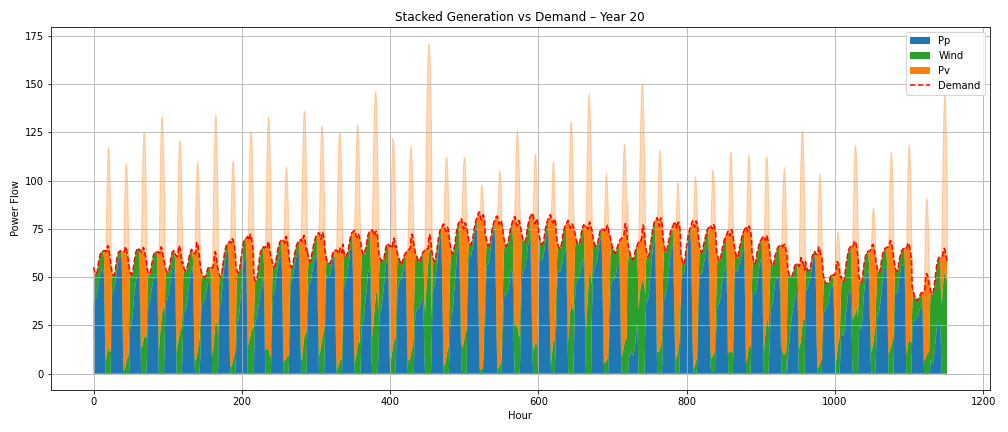 Stacked Generation vs Demand – Year 20
Pp
Wind
Pv
Demand
Power Flow
175
150
125
100
75
50
25
0
0 200 400 600 800 1000 1200
Hour